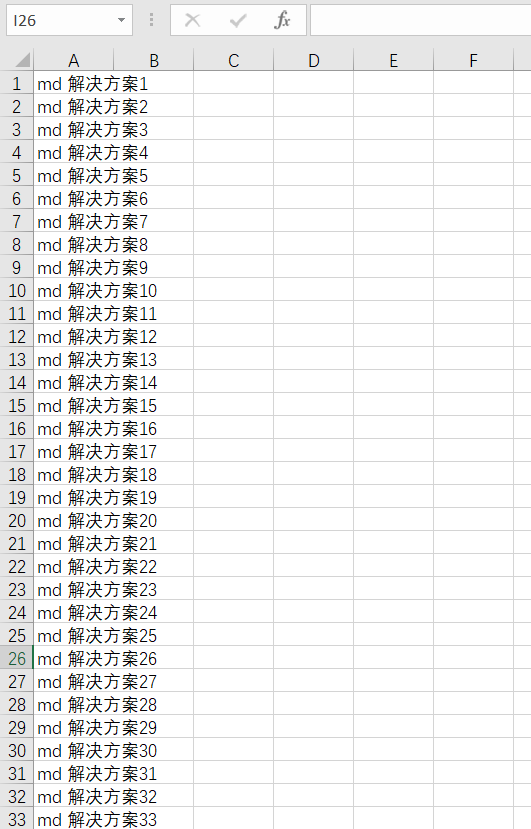 I26
fx
A B C D E F
1 md 解决方案1
2 md 解决方案2
3 md 解决方案3
4 md 解决方案4
5 md 解决方案5
6 md 解决方案6
7 md 解决方案7
8 md 解决方案8
9 md 解决方案9
10 md 解决方案10
11 md 解决方案11
12 md 解决方案12
13 md 解决方案13
14 md 解决方案14
15 md 解决方案15
16 md 解决方案16
17 md 解决方案17
18 md 解决方案18
19 md 解决方案19
20 md 解决方案20
21 md 解决方案21
22 md 解决方案22
23 md 解决方案23
24 md 解决方案24
25 md 解决方案25
26 md 解决方案26
27 md 解决方案27
28 md 解决方案28
29 md 解决方案29
30 md 解决方案30
31 md 解决方案31
32 md 解决方案32
33 md 解决方案33